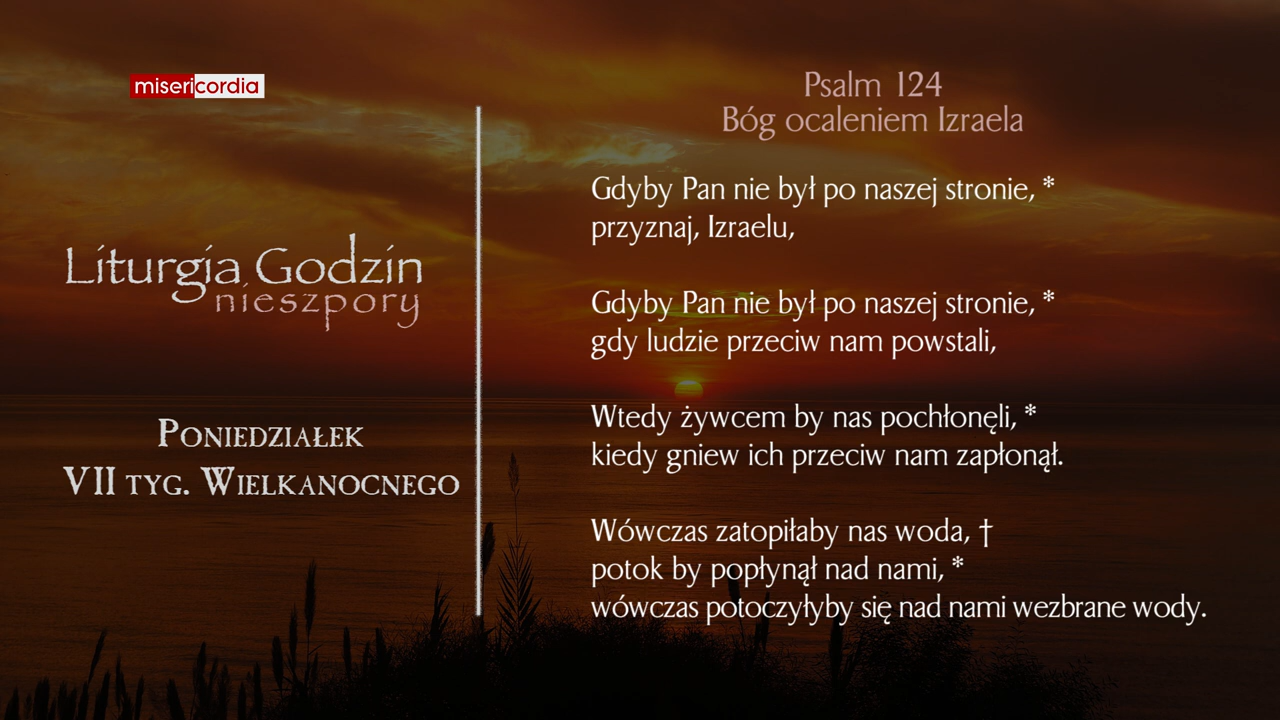 misericordia
Liturgia Godzin
nieszpory
Poniedziałek
VII tyg. Wielkanocnego
Psalm 124
Bóg ocaleniem Izraela
Gdyby Pan nie był po naszej stronie, *
przyznaj, Izraelu,
Gdyby Pan nie był po naszej stronie, *
gdy ludzie przeciw nam powstali,
Wtedy żywcem by nas pochłonęli, *
kiedy gniew ich przeciw nam zapłonął.
Wówczas zatopiłaby nas woda, †
potok by popłynął nad nami, *
wówczas potoczyłyby się nad nami wezbrane wody.